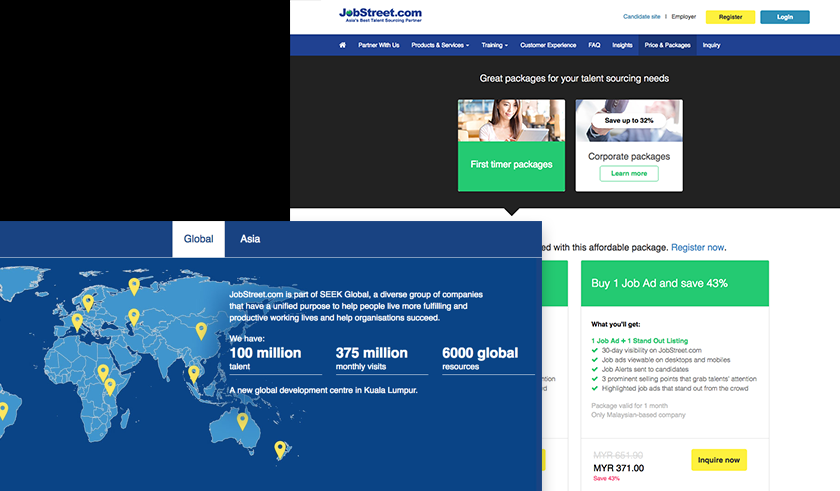 JobStreet.com
Asia's Best Talent Sourcing Partner
Candidate site | Employer
Register
Login
Partner With Us
Products & Services
Training
Customer Experience
FAQ
Insights
Price & Packages
Inquiry
Great packages for your talent sourcing needs
First timer packages
Save up to 32%
Corporate packages
Learn more
ed with this affordable package. Register now.
Global
Asia
JobStreet.com is part of SEEK Global, a diverse group of companies
that have a unified purpose to help people live more fulfilling and
productive working lives and help organisations succeed.
We have:
100 million
talent
375 million
monthly visits
6000 global
resources
A new global development centre in Kuala Lumpur.
ntion
d
Buy 1 Job Ad and save 43%
What you'll get:
1 Job Ad + 1 Stand Out Listing
30-day visibility on JobStreet.com
Job ads viewable on desktops and mobiles
Job Alerts sent to candidates
3 prominent selling points that grab talents' attention
Highlighted job ads that stand out from the crowd
Package valid for 1 month
Only Malaysian-based company
MYR 651.90
MYR 371.00
Save 43%
Inquire now